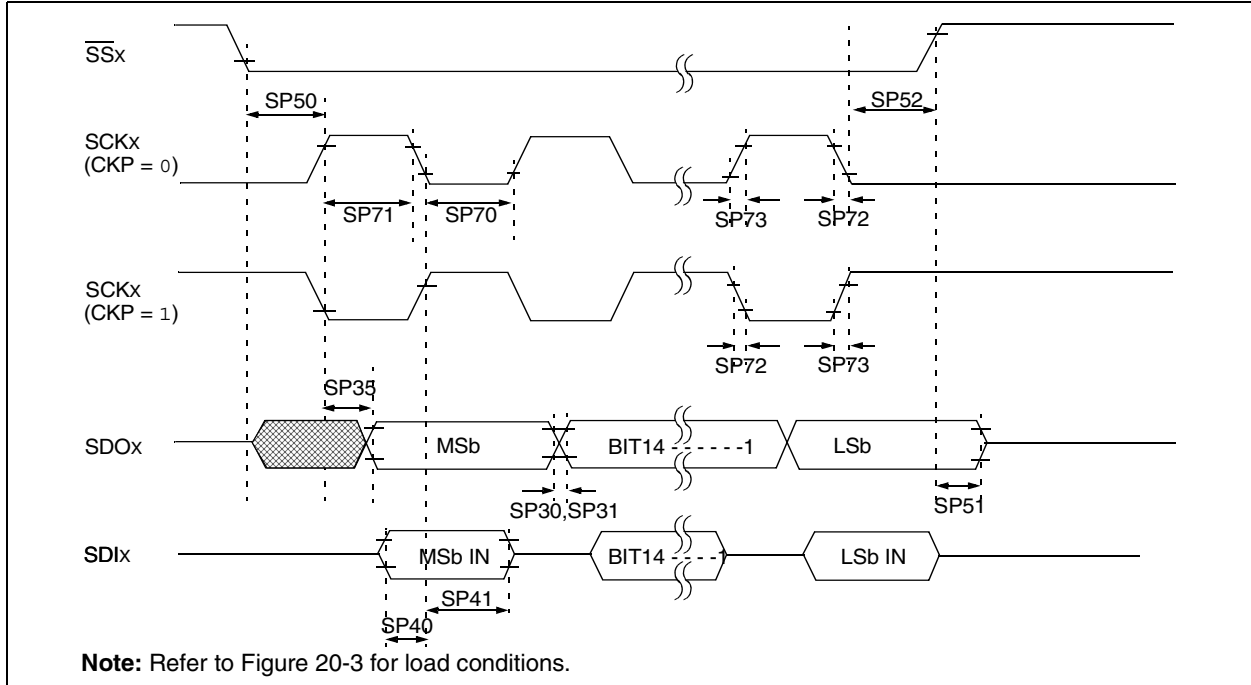 SSx
SP50
SP52
SCKx
(CKP = 0)
SP71
SP70
SP73
SP72
SCKx
(CKP = 1)
SP72
SP73
SP35
SDOx
MSb
BIT14 - - - - - -1
LSb
SP30,SP31
SP51
SDIx
MSb IN
BIT14 - - - - -1
LSb IN
SP41
SP40
Note: Refer to Figure 20-3 for load conditions.